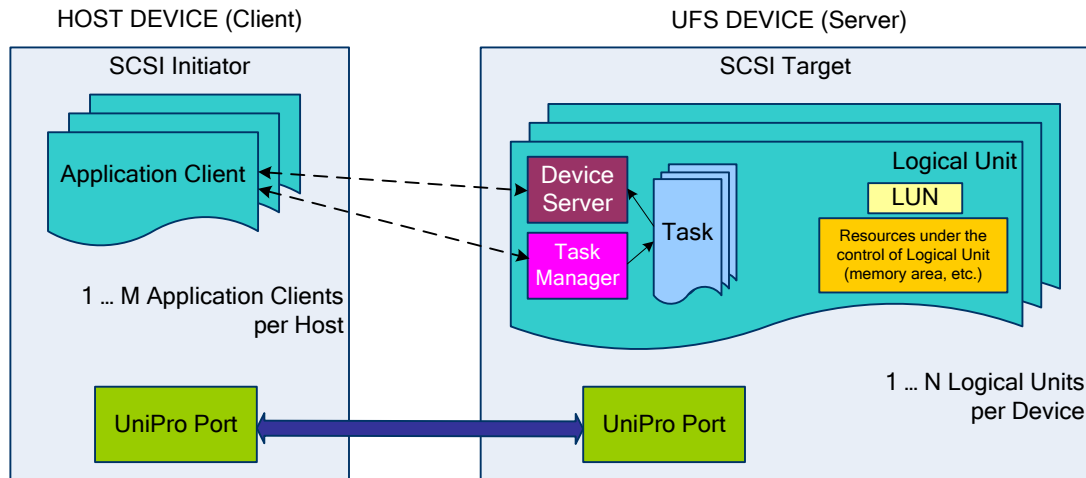 HOST DEVICE (Client)
UFS DEVICE (Server)
SCSI Initiator
SCSI Target
Application Client
Device
Server
Task
Manager
Task
Logical Unit
LUN
Resources under the
control of Logical Unit
(memory area, etc.)
1 ... M Application Clients
per Host
1 ... N Logical Units
per Device
UniPro Port
UniPro Port